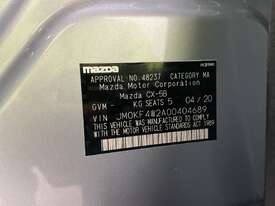 mazda
APPROVAL NO. 48237 CATEGORY MA
Mazda Motor Corporation
Mazda CX-5B
GVM - KG SEATS 5 04/20
VIN - JM0KF4W2A00404689
THIS VEHICLE WAS MANUFACTURED TO COMPLY
WITH THE MOTOR VEHICLE STANDARDS ACT 1989